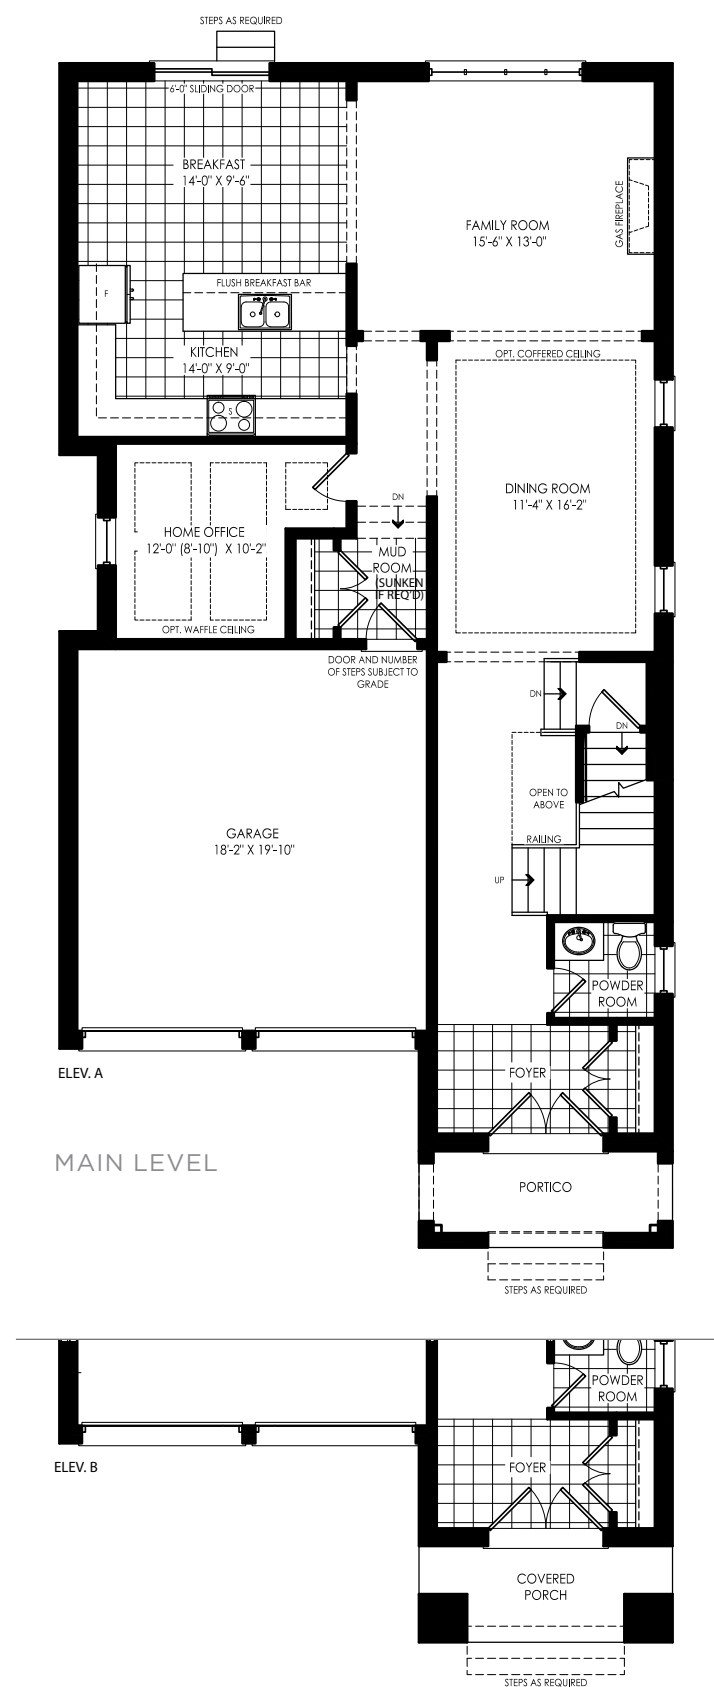 STEPS AS REQUIRED
6'-0" SLIDING DOOR
BREAKFAST
14'-0" X 9'-6"
FAMILY ROOM
15'-6" X 13'-0"
GAS FIREPLACE
F
FLUSH BREAKFAST BAR
KITCHEN
14'-0" X 9'-0"
S
OPT. COFFERED CEILING
DINING ROOM
11'-4" X 16'-2"
DN
HOME OFFICE
12'-0" (8'-10") X 10'-2"
OPT. WAFFLE CEILING
MUD
ROOM
(SUNKEN
IF REQ'D)
DOOR AND NUMBER
OF STEPS SUBJECT TO
GRADE
DN
DN
OPEN TO
ABOVE
RAILING
UP
GARAGE
18'-2" X 19'-10"
POWDER
ROOM
FOYER
ELEV. A
MAIN LEVEL
PORTICO
STEPS AS REQUIRED
POWDER
ROOM
FOYER
ELEV. B
COVERED
PORCH
STEPS AS REQUIRED